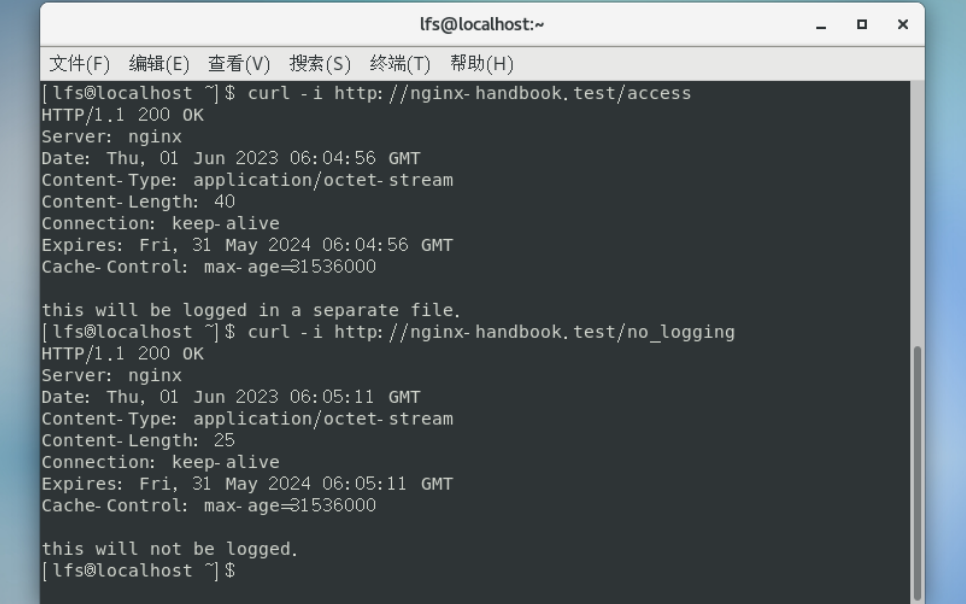 lfs@localhost:~
文件(F) 编辑(E) 查看(V) 搜索(S) 终端(T) 帮助(H)
[lfs@localhost ~]$ curl -i http://nginx-handbook.test/access
HTTP/1.1 200 OK
Server: nginx
Date: Thu, 01 Jun 2023 06:04:56 GMT
Content-Type: application/octet-stream
Content-Length: 40
Connection: keep-alive
Expires: Fri, 31 May 2024 06:04:56 GMT
Cache-Control: max-age=31536000

this will be logged in a separate file.
[lfs@localhost ~]$ curl -i http://nginx-handbook.test/no_logging
HTTP/1.1 200 OK
Server: nginx
Date: Thu, 01 Jun 2023 06:05:11 GMT
Content-Type: application/octet-stream
Content-Length: 25
Connection: keep-alive
Expires: Fri, 31 May 2024 06:05:11 GMT
Cache-Control: max-age=31536000

this will not be logged.
[lfs@localhost ~]$